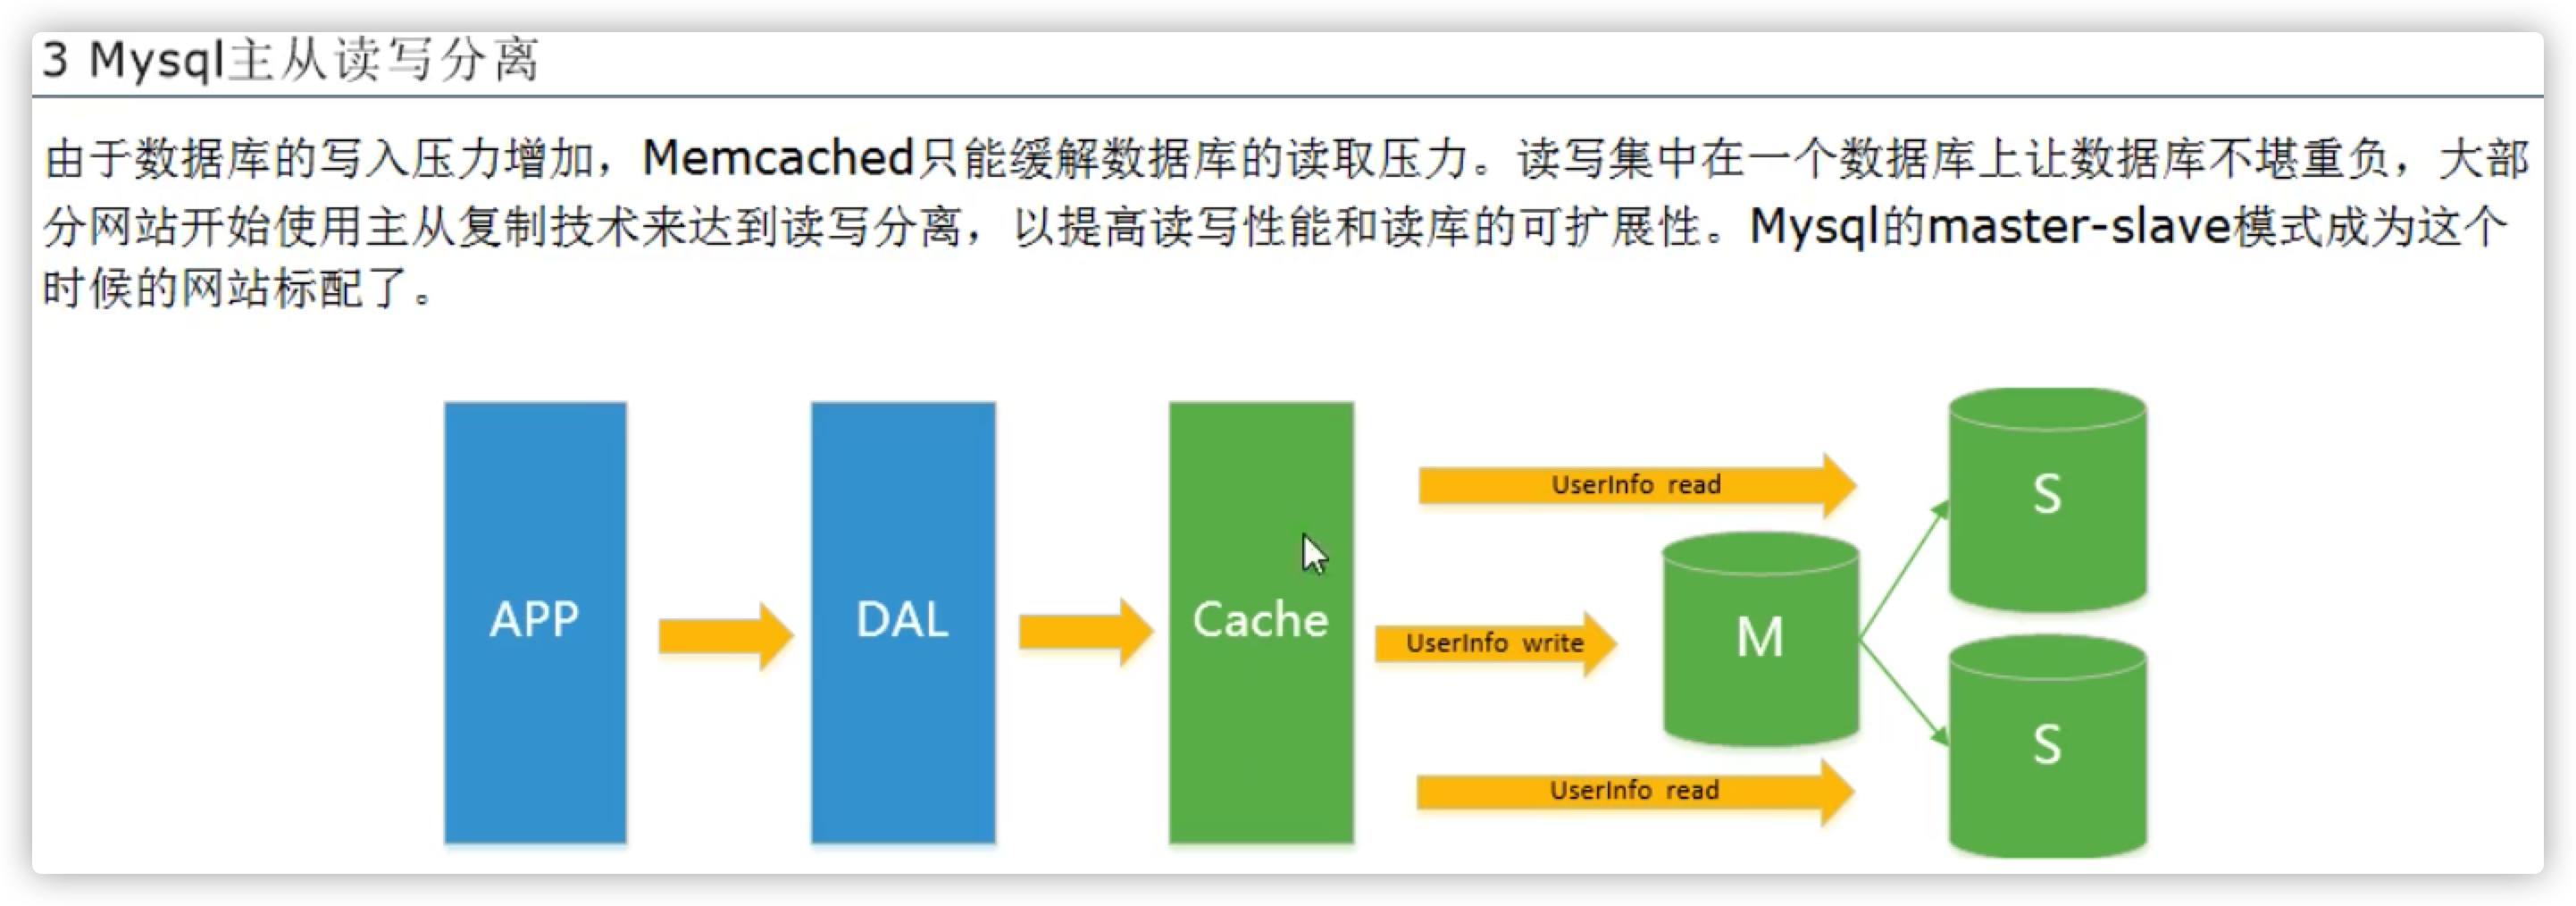 3 Mysql主从读写分离
由于数据库的写入压力增加，Memcached只能缓解数据库的读取压力。读写集中在一个数据库上让数据库不堪重负，大部
分网站开始使用主从复制技术来达到读写分离，以提高读写性能和读库的可扩展性。Mysql的master-slave模式成为这个
时候的网站标配了。
S
UserInfo read
APP
DAL
Cache
UserInfo write
M
S
UserInfo read